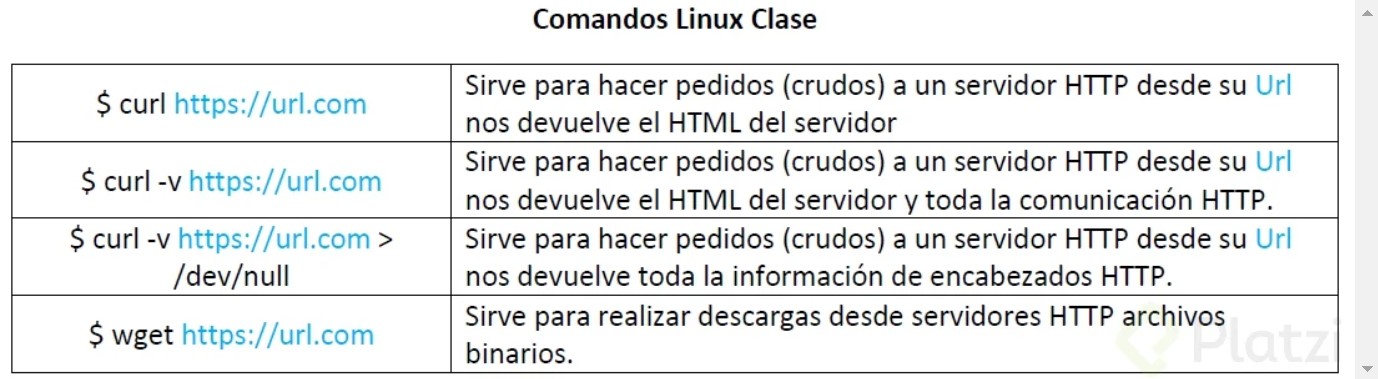 Comandos Linux Clase
$ curl https://url.com
Sirve para hacer pedidos (crudos) a un servidor HTTP desde su Url
nos devuelve el HTML del servidor
$ curl -v https://url.com
Sirve para hacer pedidos (crudos) a un servidor HTTP desde su Url
nos devuelve el HTML del servidor y toda la comunicación HTTP.
$ curl -v https://url.com >
/dev/null
Sirve para hacer pedidos (crudos) a un servidor HTTP desde su Url
nos devuelve toda la información de encabezados HTTP.
$ wget https://url.com
Sirve para realizar descargas desde servidores HTTP archivos
binarios.
Platzi